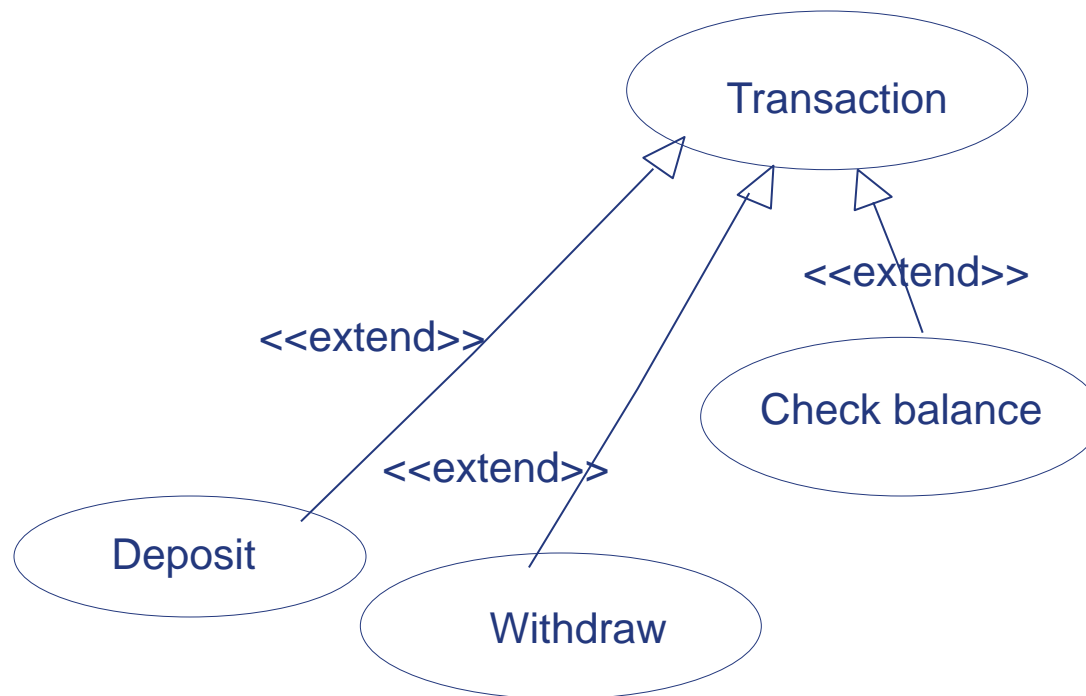 Transaction
<<extend>>
<<extend>>
Check balance
<<extend>>
Deposit
Withdraw